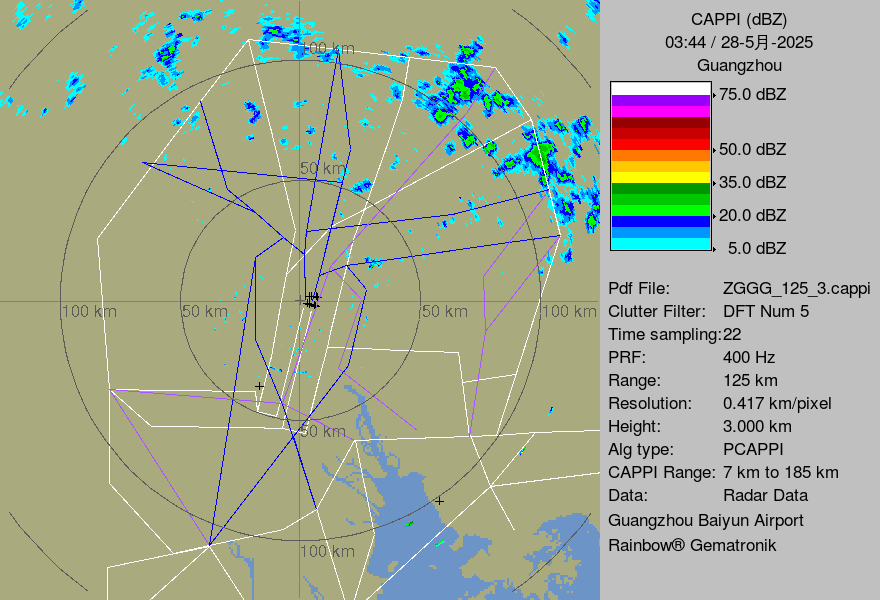 100 km
50 km
100 km
50 km
50 km
100 km
50 km
100 km
CAPPI (dBZ)
03:44 / 28-5月-2025
Guangzhou
75.0 dBZ
50.0 dBZ
35.0 dBZ
20.0 dBZ
5.0 dBZ
Pdf File: ZGGG_125_3.cappi
Clutter Filter: DFT Num 5
Time sampling:22
PRF: 400 Hz
Range: 125 km
Resolution: 0.417 km/pixel
Height: 3.000 km
Alg type: PCAPPI
CAPPI Range: 7 km to 185 km
Data: Radar Data
Guangzhou Baiyun Airport
Rainbow® Gematronik